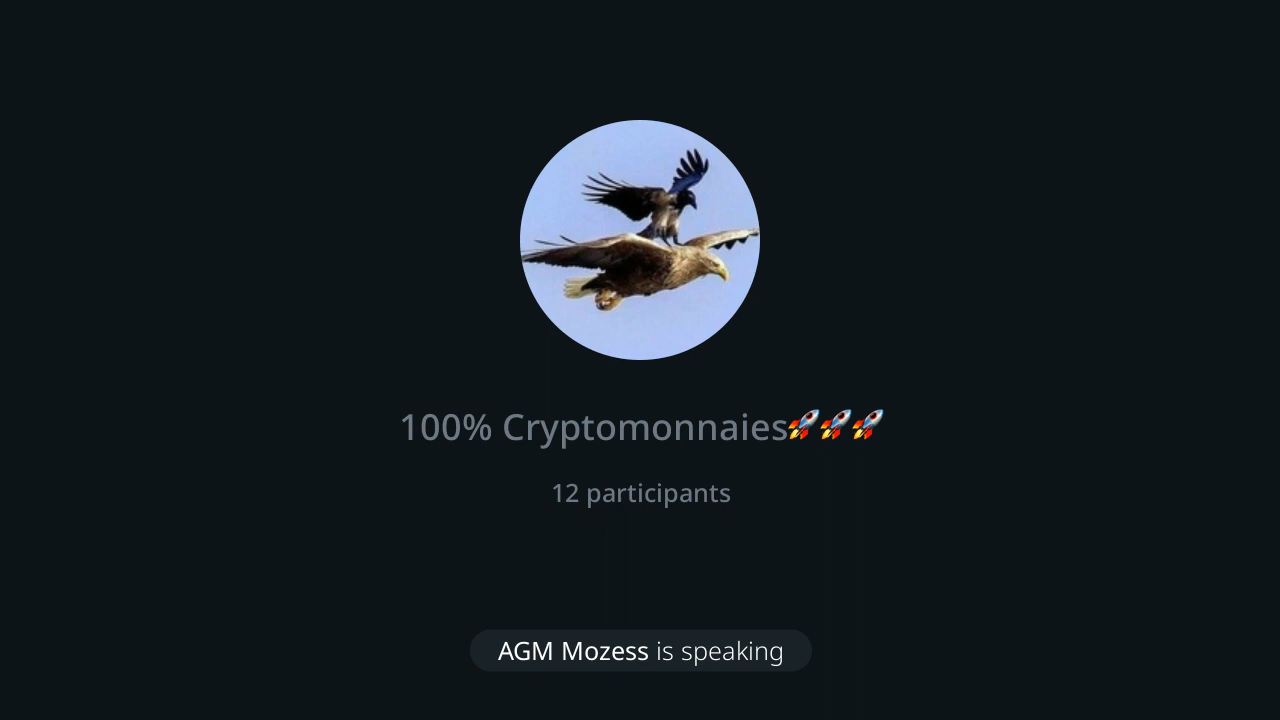 100% Cryptomonnaies🚀🚀🚀
12 participants
AGM Mozess is speaking